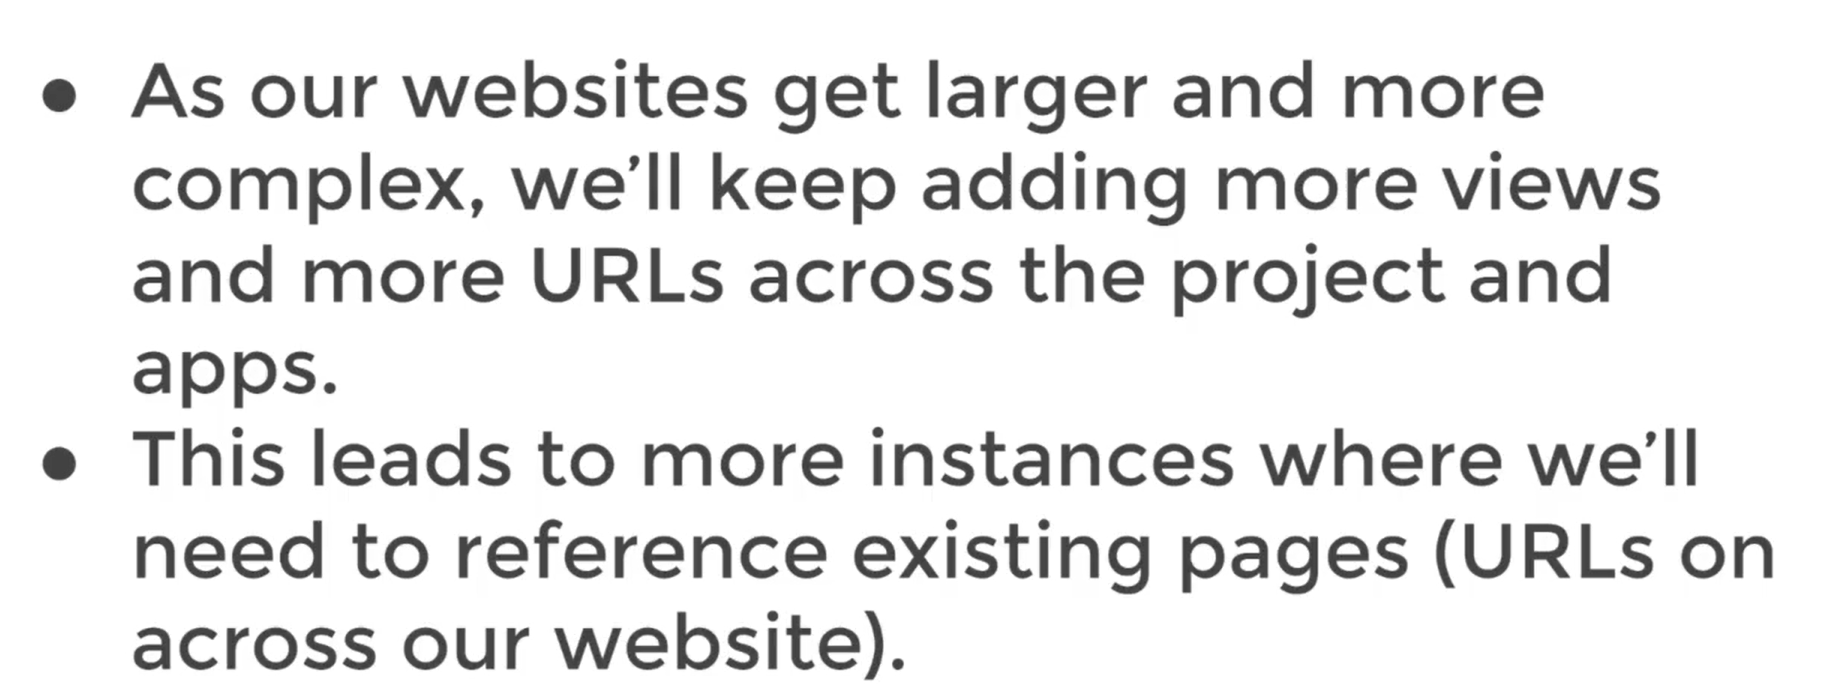 ● As our websites get larger and more
complex, we’ll keep adding more views
and more URLs across the project and
apps.
● This leads to more instances where we’ll
need to reference existing pages (URLs on
across our website).